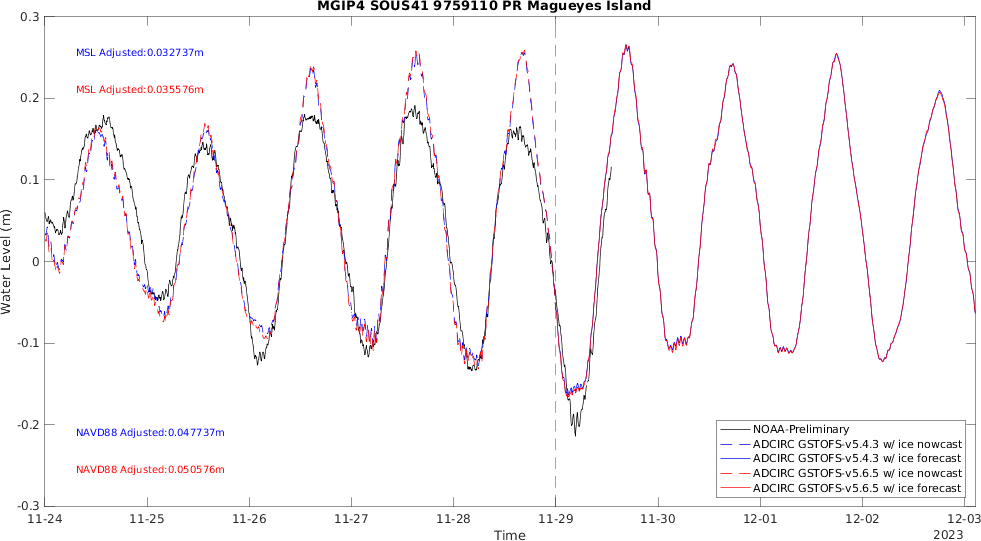 MGIP4 SOUS41 9759110 PR Magueyes Island
0.3
0.2
0.1
0
-0.1
-0.2
-0.3
Water Level (m)
MSL Adjusted:0.032737m
MSL Adjusted:0.035576m
NAVD88 Adjusted:0.047737m
NAVD88 Adjusted:0.050576m
NOAA-Preliminary
ADCIRC GSTOFS-v5.4.3 w/ ice nowcast
ADCIRC GSTOFS-v5.4.3 w/ ice forecast
ADCIRC GSTOFS-v5.6.5 w/ ice nowcast
ADCIRC GSTOFS-v5.6.5 w/ ice forecast
11-24 11-25 11-26 11-27 11-28 11-29 11-30 12-01 12-02 12-03
Time
2023